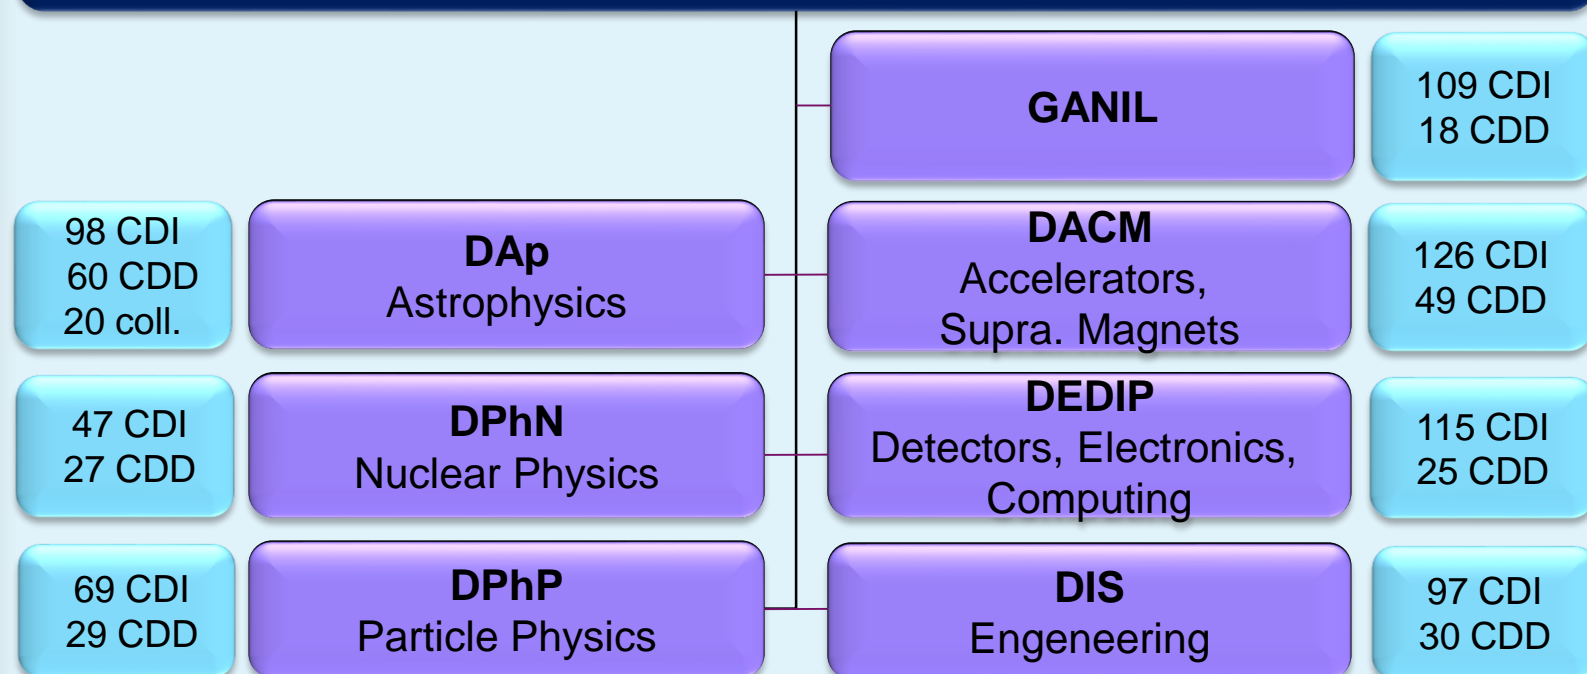 GANIL
109 CDI
18 CDD
98 CDI
60 CDD
20 coll.
DAp
Astrophysics
DACM
Accelerators,
Supra. Magnets
126 CDI
49 CDD
47 CDI
27 CDD
DPhN
Nuclear Physics
DEDIP
Detectors, Electronics,
Computing
115 CDI
25 CDD
69 CDI
29 CDD
DPhP
Particle Physics
DIS
Engeneering
97 CDI
30 CDD